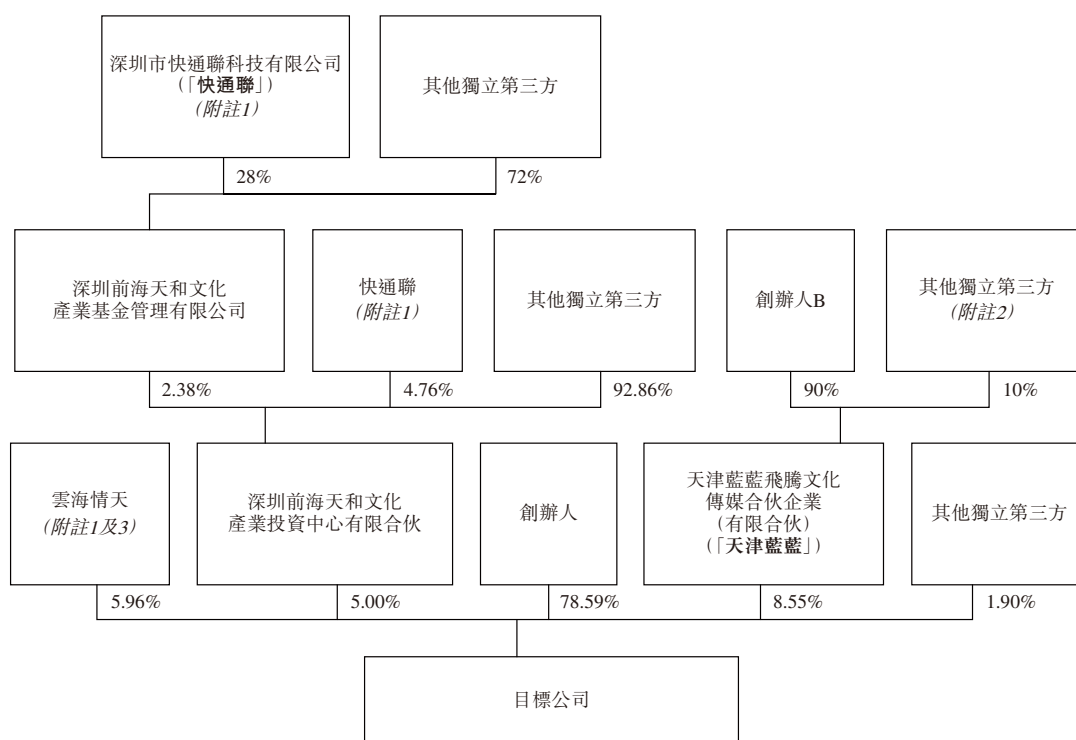 深圳市快通聯科技有限公司
(「快通聯」)
(附註1)
其他獨立第三方
28%
72%
深圳前海天和文化
產業基金管理有限公司
快通聯
(附註1)
其他獨立第三方
創辦人B
其他獨立第三方
(附註2)
2.38%
4.76%
92.86%
90%
10%
雲海情天
(附註1及3)
深圳前海天和文化
產業投資中心有限合伙
創辦人
天津藍藍飛騰文化
傳媒合伙企業
(有限合伙)
(「天津藍藍」)
其他獨立第三方
5.96%
5.00%
78.59%
8.55%
1.90%
目標公司